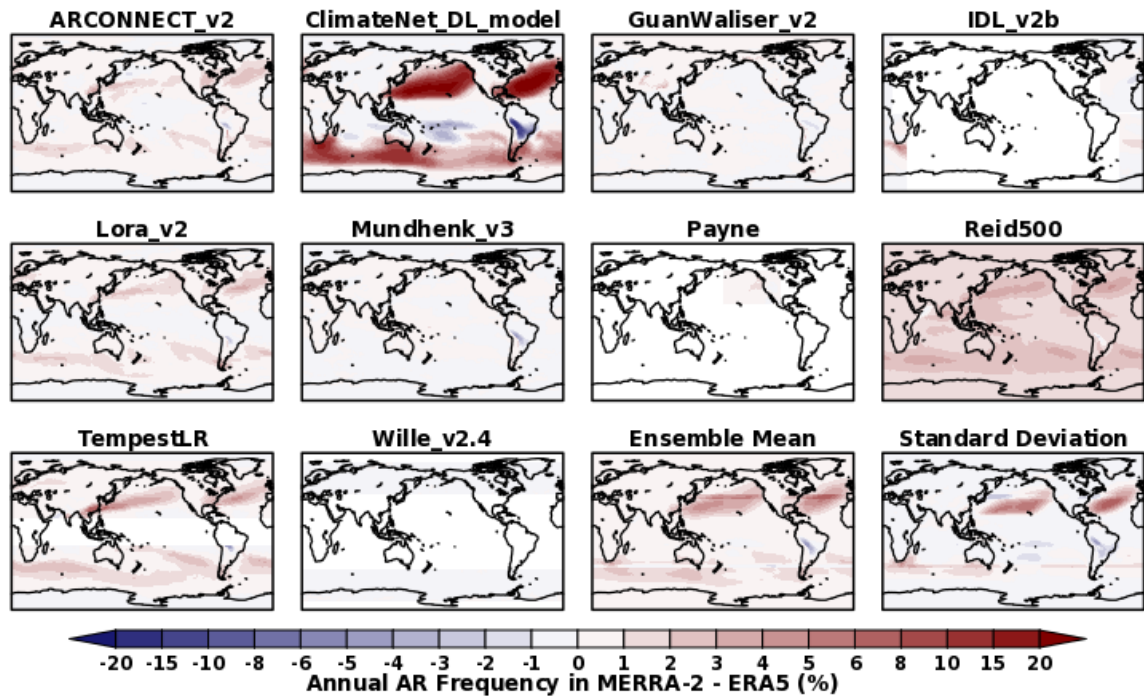 ARCONNECT_v2 ClimateNet_DL_model GuanWaliser_v2 IDL_v2b
Lora_v2 Mundhenk_v3 Payne Reid500
TempestLR Wille_v2.4 Ensemble Mean Standard Deviation
-20 -15 -10 -8 -6 -5 -4 -3 -2 -1 0 1 2 3 4 5 6 8 10 15 20
Annual AR Frequency in MERRA-2 - ERA5 (%)